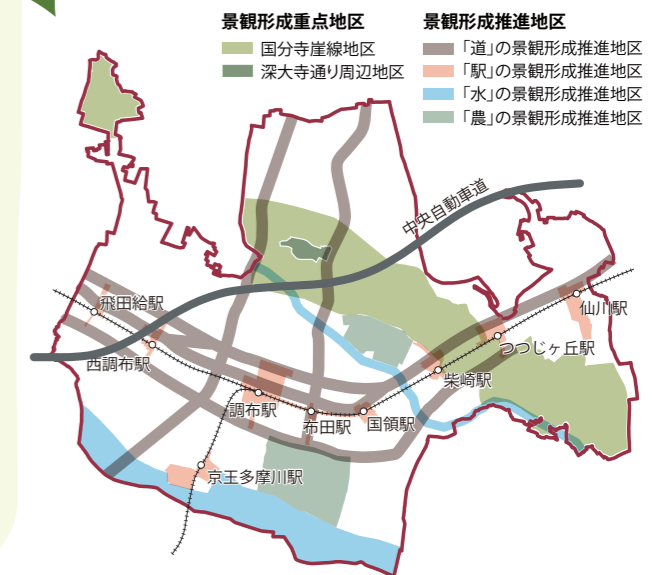 景観形成重点地区
国分寺崖線地区
深大寺通り周辺地区
景観形成推進地区
「道」の景観形成推進地区
「駅」の景観形成推進地区
「水」の景観形成推進地区
「農」の景観形成推進地区
中央自動車道
飛田給駅
西調布駅
調布駅
布田駅
国領駅
柴崎駅
つつじヶ丘駅
仙川駅
京王多摩川駅